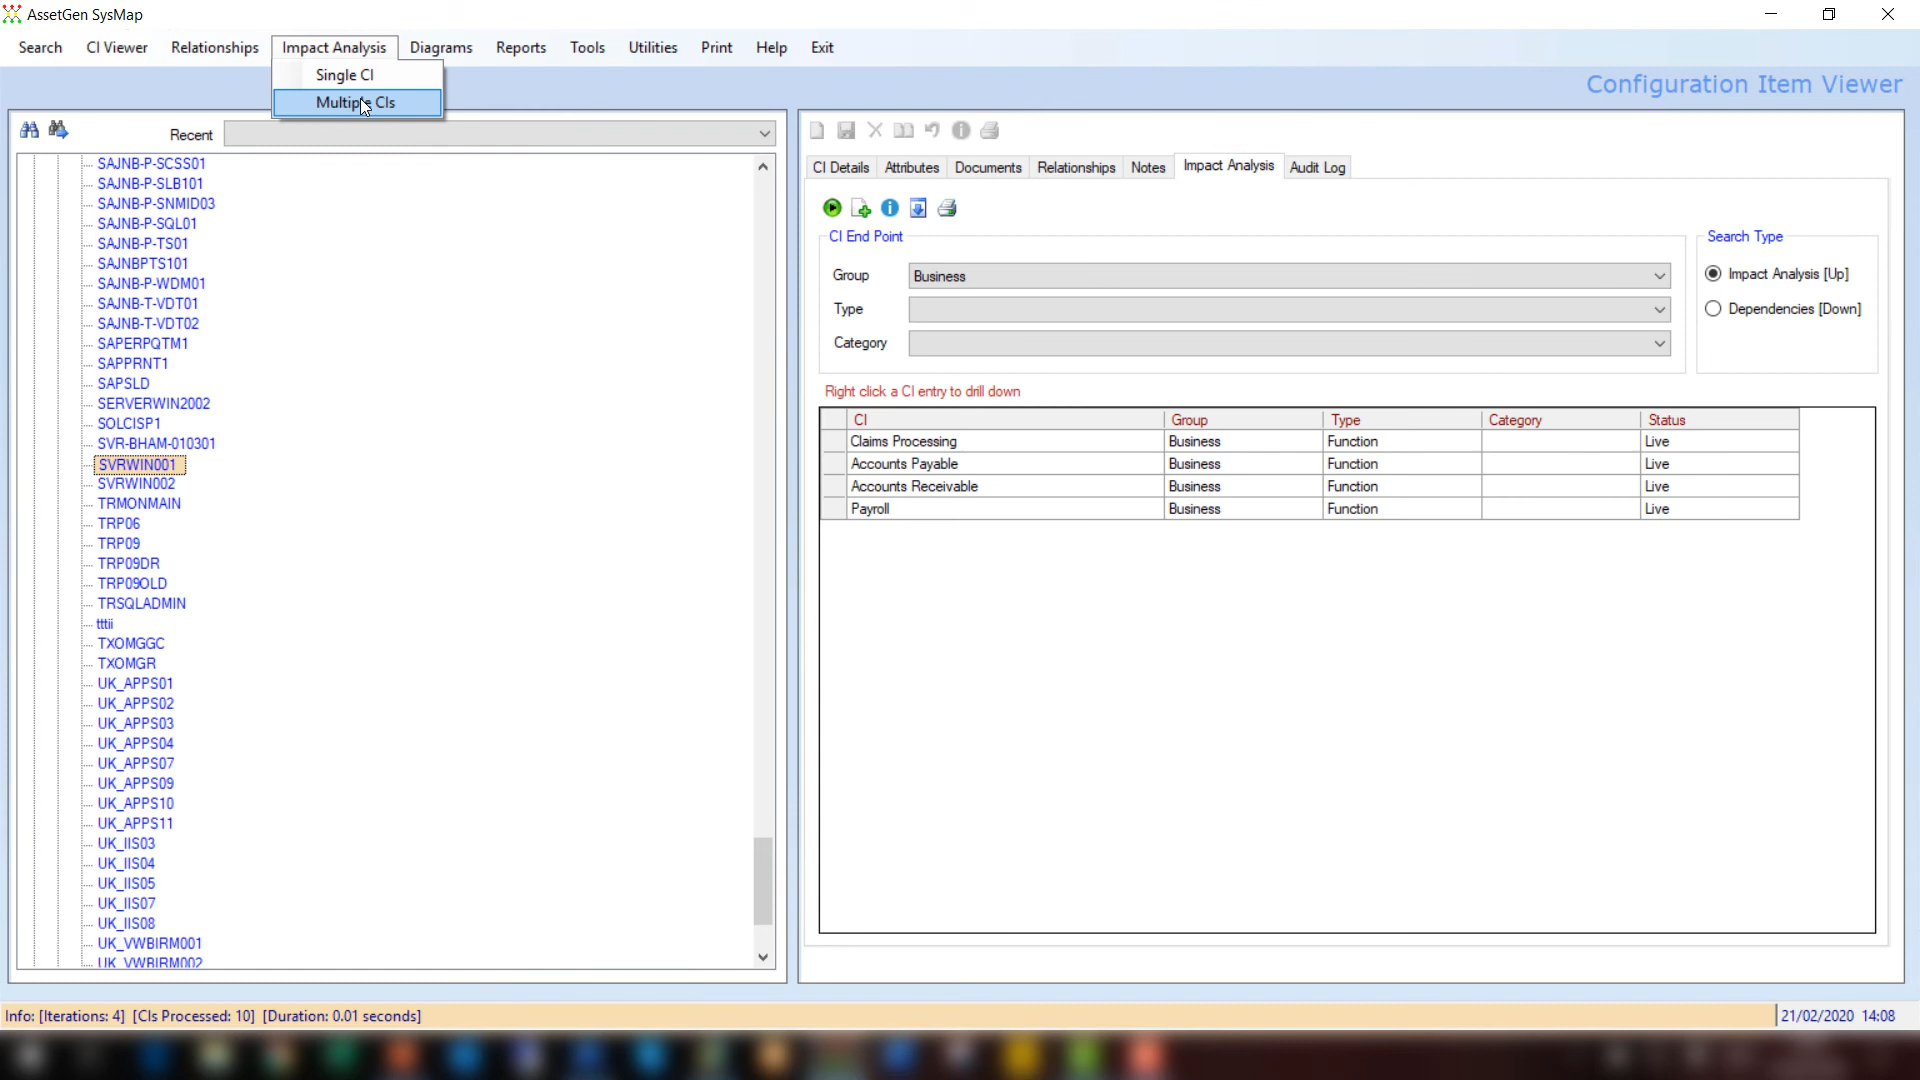 AssetGen SysMap
Search CI Viewer Relationships Impact Analysis Diagrams Reports Tools Utilities Print Help Exit
Single CI
Multiple CIs
Configuration Item Viewer
Recent
SAJNB-P-SCSS01
SAJNB-P-SLB101
SAJNB-P-SNMID03
SAJNB-P-SQL01
SAJNB-P-TS01
SAJNBPTS101
SAJNB-P-WDM01
SAJNB-T-VDT01
SAJNB-T-VDT02
SAPERPQTM1
SAPPRNT1
SAPSLD
SERVERWIN2002
SOLCISP1
SVR-BHAM-010301
SVRWIN001
SVRWIN002
TRMONMAIN
TRP06
TRP09
TRP09DR
TRP09OLD
TRSQLADMIN
tttii
TXOMGGC
TXOMGR
UK_APPS01
UK_APPS02
UK_APPS03
UK_APPS04
UK_APPS07
UK_APPS09
UK_APPS10
UK_APPS11
UK_IIS03
UK_IIS04
UK_IIS05
UK_IIS07
UK_IIS08
UK_VWBIRM001
UK_VWBIRM002
CI Details Attributes Documents Relationships Notes Impact Analysis Audit Log
CI End Point
Group Business
Type
Category
Search Type
Impact Analysis [Up]
Dependencies [Down]
Right click a CI entry to drill down
CI Group Type Category Status
Claims Processing Business Function Live
Accounts Payable Business Function Live
Accounts Receivable Business Function Live
Payroll Business Function Live
Info: [Iterations: 4] [CIs Processed: 10] [Duration: 0.01 seconds]
21/02/2020 14:08